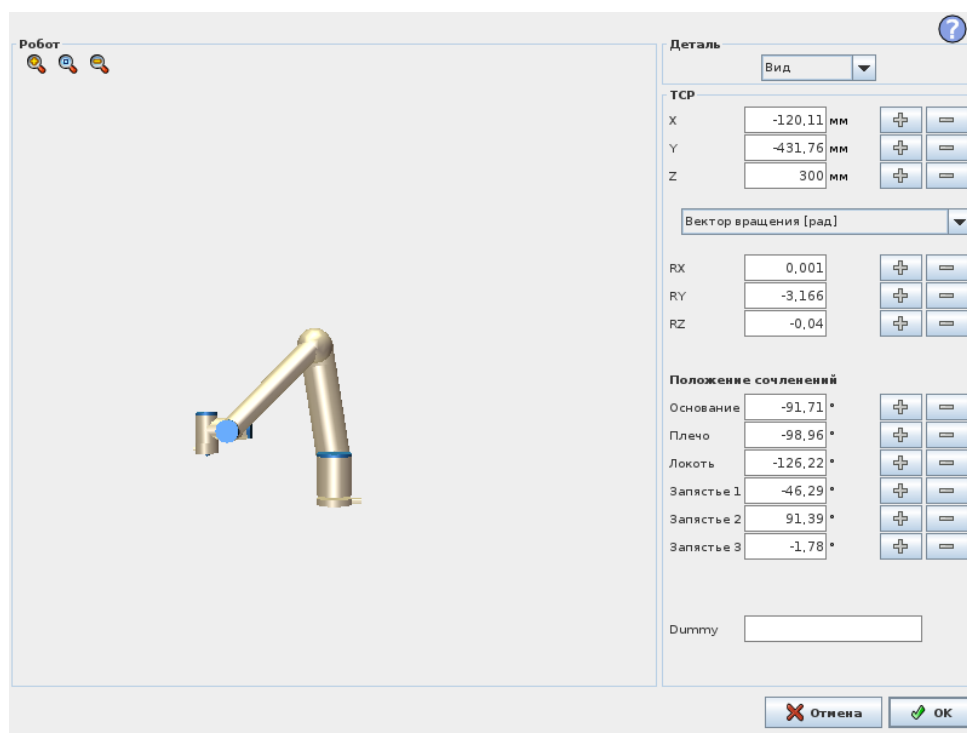 ?
Робот
Деталь
Вид
TCP
X -120,11 мм
Y -431,76 мм
Z 300 мм
Вектор вращения [рад]
RX 0,001
RY -3,166
RZ -0,04
Положение сочленений
Основание -91,71 °
Плечо -98,96 °
Локоть -126,22 °
Запястье 1 -46,29 °
Запястье 2 91,39 °
Запястье 3 -1,78 °
Dummy
Отмена OK